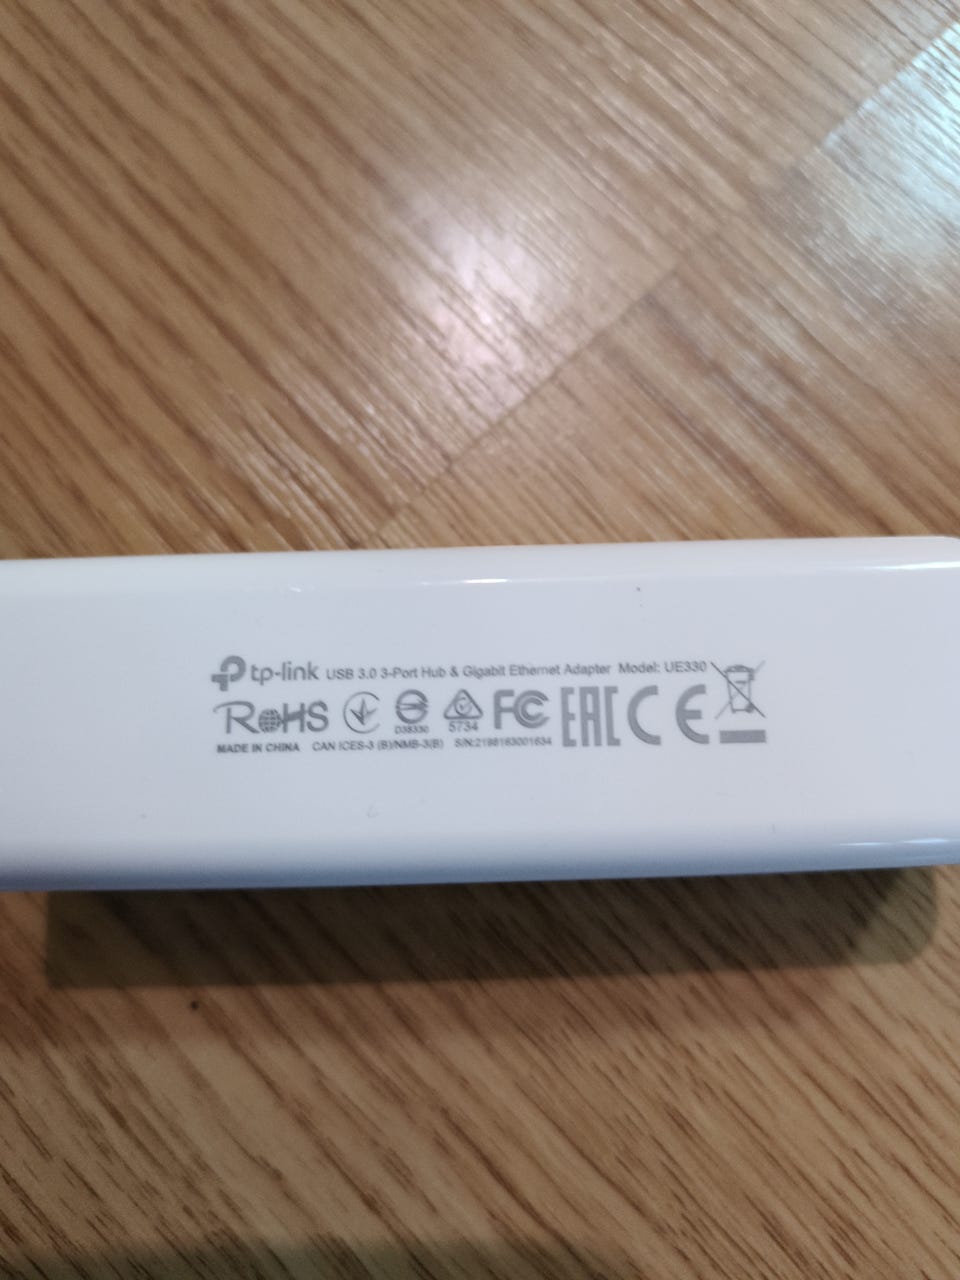 tp-link USB 3.0 3-Port Hub & Gigabit Ethernet Adapter Model: UE330
RoHS D38330 5734 FC EAC CE
MADE IN CHINA CAN ICES-3 (B)/NMB-3(B) S/N:2198163001634